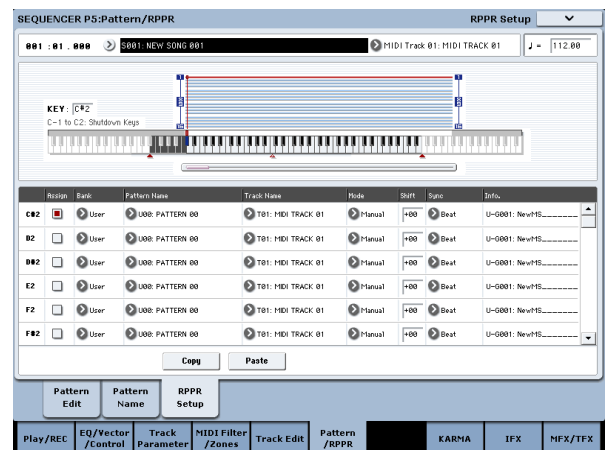 SEQUENCER P5:Pattern/RPPR RPPR Setup
001 :01 . 000 S001: NEW SONG 001 MIDI Track 01: MIDI TRACK 01 ♩ = 112.00
KEY: C#2
C-1 to C2: Shutdown Keys
Assign Bank Pattern Name Track Name Mode Shift Sync Info.
C#2 User U00: PATTERN 00 T01: MIDI TRACK 01 Manual +00 Beat U-G001: NewMS_______
D2 User U00: PATTERN 00 T01: MIDI TRACK 01 Manual +00 Beat U-G001: NewMS_______
D#2 User U00: PATTERN 00 T01: MIDI TRACK 01 Manual +00 Beat U-G001: NewMS_______
E2 User U00: PATTERN 00 T01: MIDI TRACK 01 Manual +00 Beat U-G001: NewMS_______
F2 User U00: PATTERN 00 T01: MIDI TRACK 01 Manual +00 Beat U-G001: NewMS_______
F#2 User U00: PATTERN 00 T01: MIDI TRACK 01 Manual +00 Beat U-G001: NewMS_______
Copy Paste
Pattern Edit Pattern Name RPPR Setup
Play/REC EQ/Vector /Control Track Parameter MIDI Filter /Zones Track Edit Pattern /RPPR KARMA IFX MFX/TFX